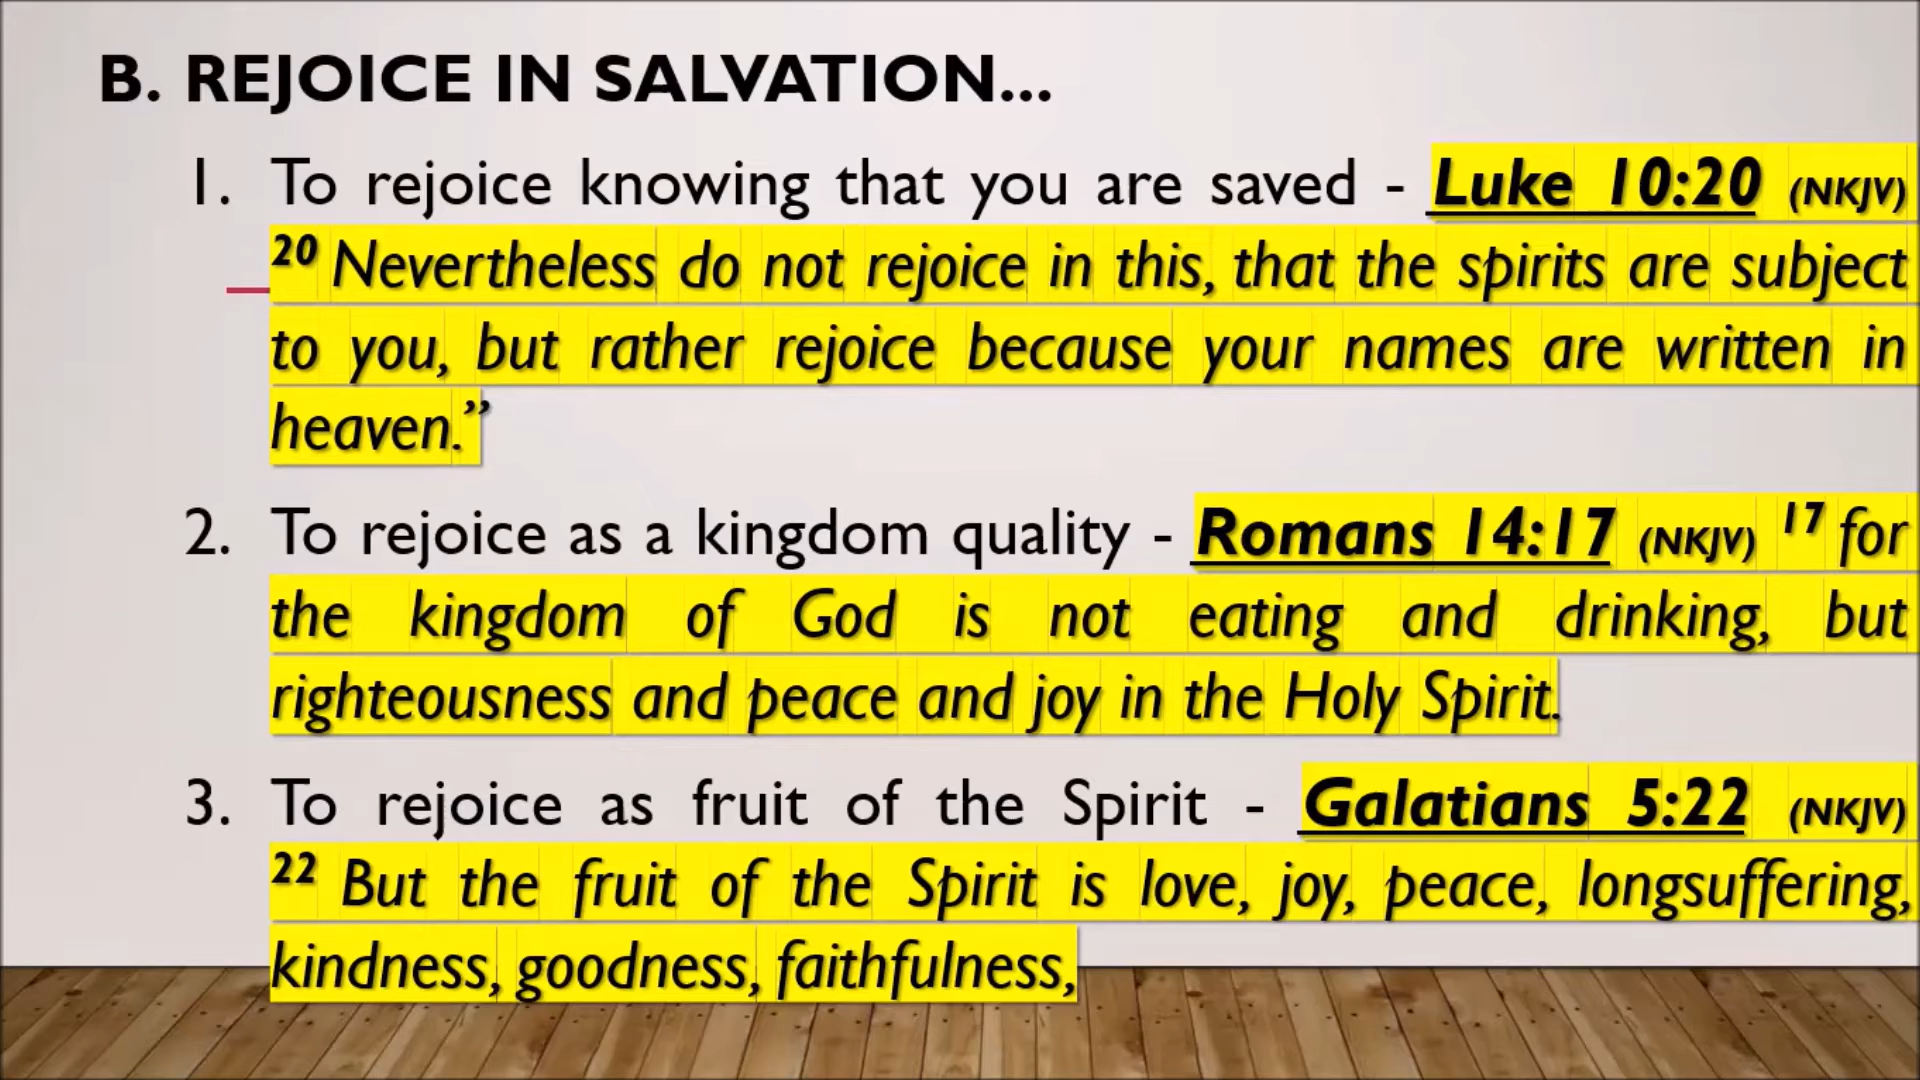 B. REJOICE IN SALVATION...
1. To rejoice knowing that you are saved - Luke 10:20 (NKJV)
20 Nevertheless do not rejoice in this, that the spirits are subject
to you, but rather rejoice because your names are written in
heaven.”
2. To rejoice as a kingdom quality - Romans 14:17 (NKJV) 17 for
the kingdom of God is not eating and drinking, but
righteousness and peace and joy in the Holy Spirit.
3. To rejoice as fruit of the Spirit - Galatians 5:22 (NKJV)
22 But the fruit of the Spirit is love, joy, peace, longsuffering,
kindness, goodness, faithfulness,